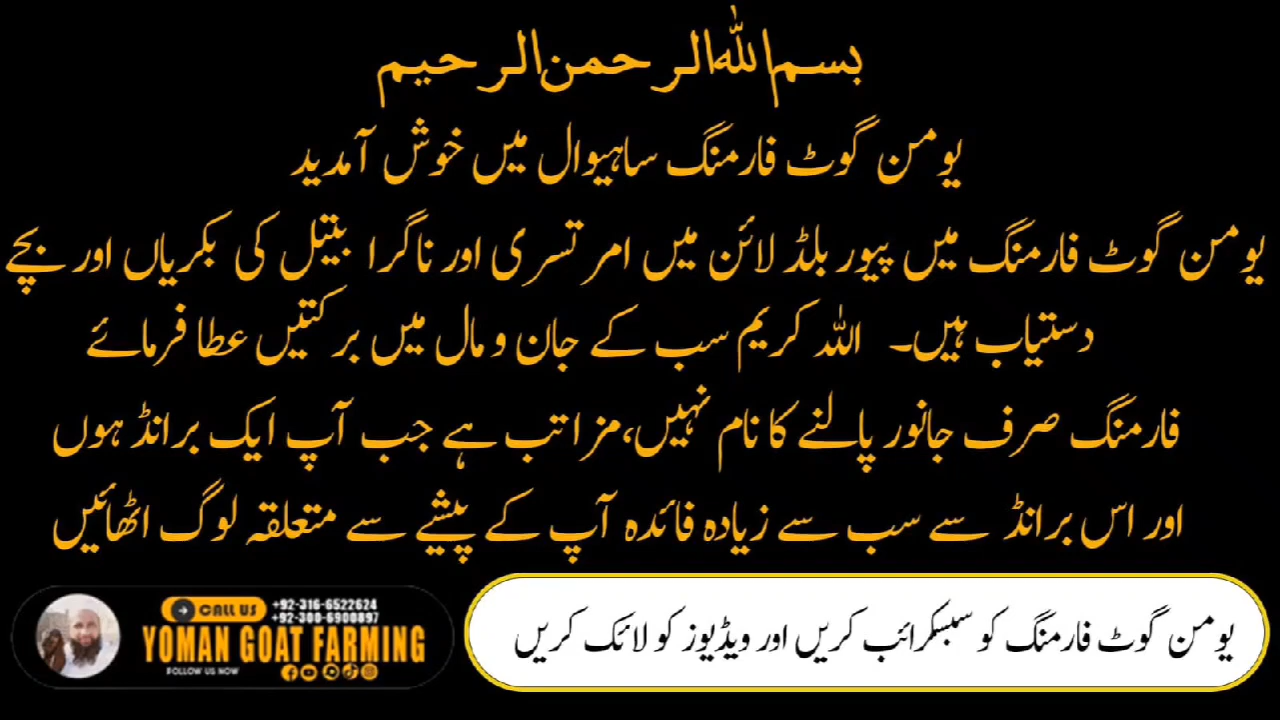 بسم اللہ الرحمن الرحیم
یومن گوٹ فارمنگ ساہیوال میں خوش آمدید
یومن گوٹ فارمنگ میں پیور بلڈ لائن میں امرتسری اور ناگرا بیتل کی بکریاں اور بچے
دستیاب ہیں۔ اللہ کریم سب کے جان و مال میں برکتیں عطا فرمائے
فارمنگ صرف جانور پالنے کا نام نہیں،مزا تب ہے جب آپ ایک برانڈ ہوں
اور اس برانڈ سے سب سے زیادہ فائدہ آپ کے پیشے سے متعلقہ لوگ اٹھائیں
CALL US
+92-316-6522624
+92-300-6900897
YOMAN GOAT FARMING
FOLLOW US NOW
یومن گوٹ فارمنگ کو سبسکرائب کریں اور ویڈیوز کو لائک کریں